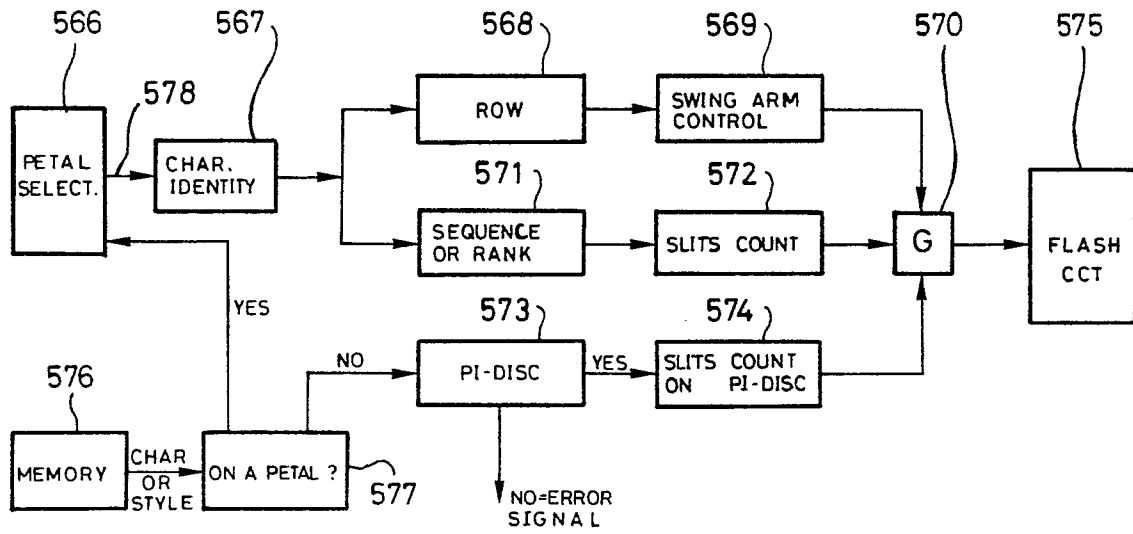 566
567
568
569
570
575
578
PETAL
SELECT.
CHAR.
IDENTITY
ROW
SWING ARM
CONTROL
571
572
SEQUENCE
OR RANK
SLITS COUNT
G
FLASH
CCT
YES
573
574
NO
PI-DISC
YES
SLITS COUNT
ON PI-DISC
576
MEMORY
CHAR
OR
STYLE
ON A PETAL ?
577
NO=ERROR
SIGNAL